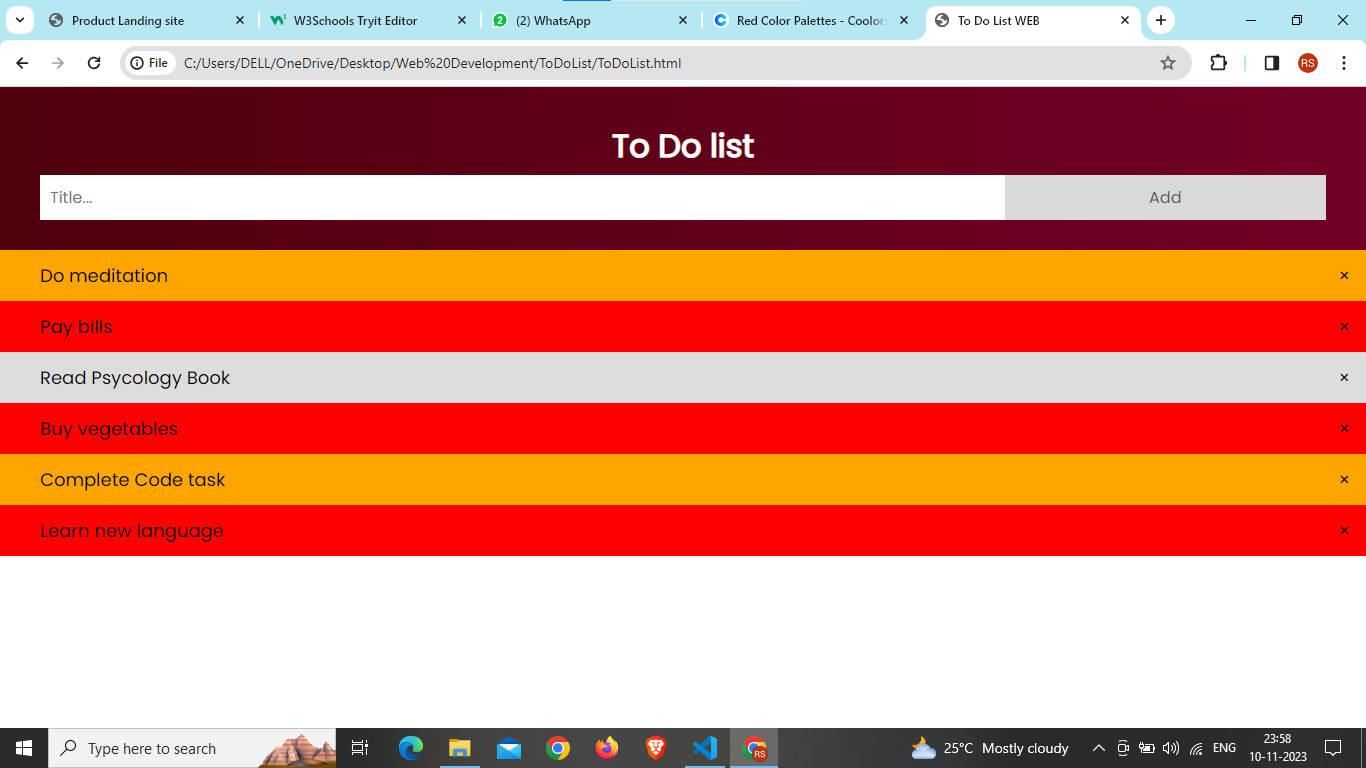 Product Landing site
W3Schools Tryit Editor
(2) WhatsApp
Red Color Palettes - Coolors
To Do List WEB
File C:/Users/DELL/OneDrive/Desktop/Web%20Development/ToDoList/ToDoList.html
RS
To Do list
Title...
Add
Do meditation ×
Pay bills ×
Read Psycology Book ×
Buy vegetables ×
Complete Code task ×
Learn new language ×
Type here to search
RS
25°C Mostly cloudy
ENG
23:58
10-11-2023